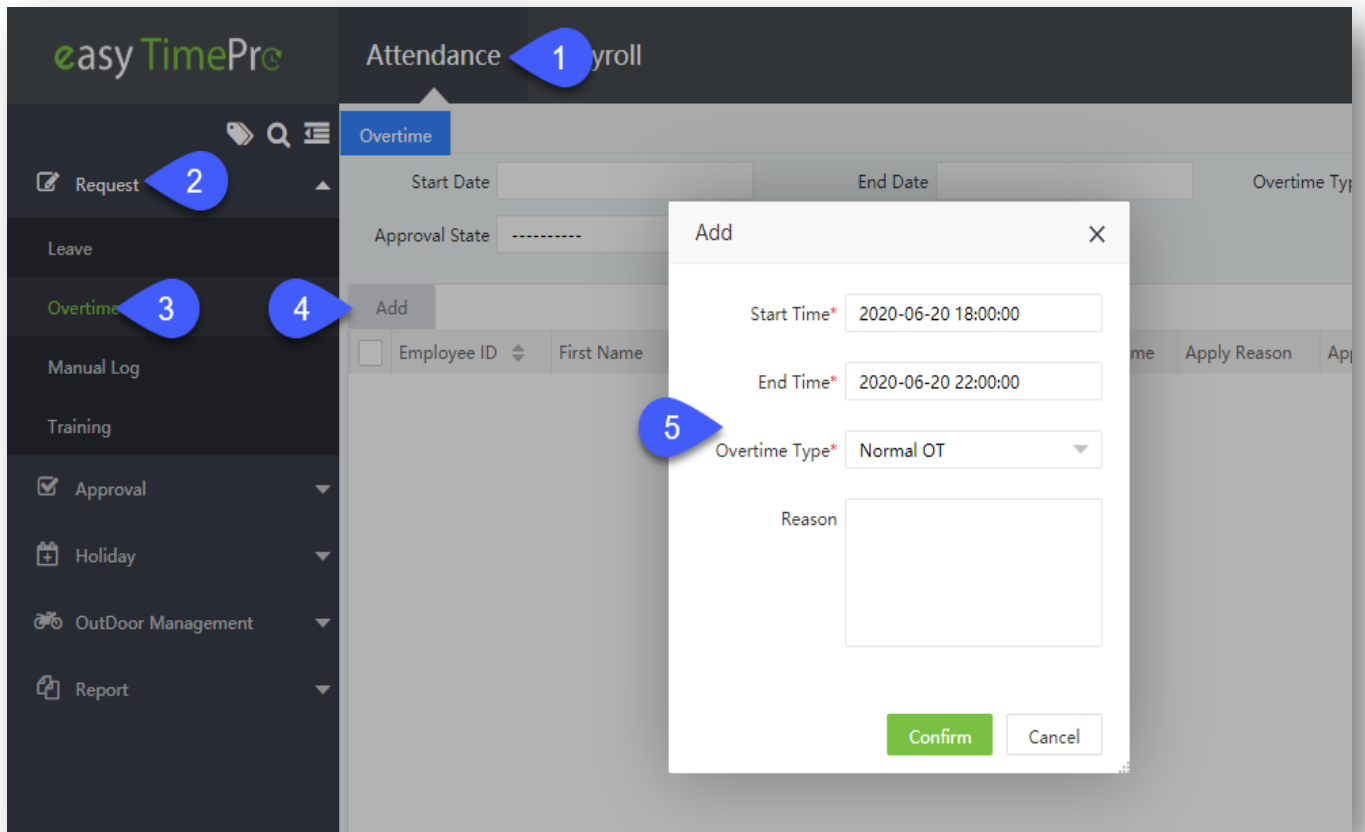 easy TimePro
Attendance
1
yroll
Overtime
2
Request
Start Date
End Date
Overtime Typ
Approval State
----------
Add
Leave
Overtime
3
4
Add
Start Time*
2020-06-20 18:00:00
Employee ID
First Name
me
Apply Reason
App
Manual Log
End Time*
2020-06-20 22:00:00
Training
5
Overtime Type*
Normal OT
Approval
Reason
Holiday
OutDoor Management
Report
Confirm
Cancel